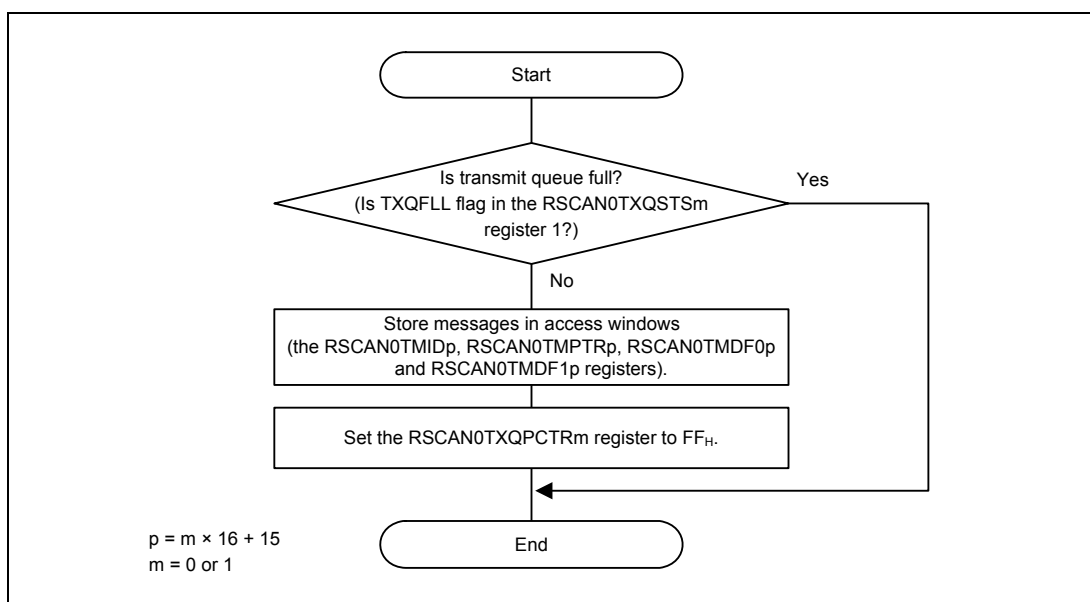 Start
Is transmit queue full?
(Is TXQFLL flag in the RSCAN0TXQSTSm
register 1?)
Yes
No
Store messages in access windows
(the RSCAN0TMIDp, RSCAN0TMPTRp, RSCAN0TMDF0p
and RSCAN0TMDF1p registers).
Set the RSCAN0TXQPCTRm register to FFH.
End
p = m × 16 + 15
m = 0 or 1